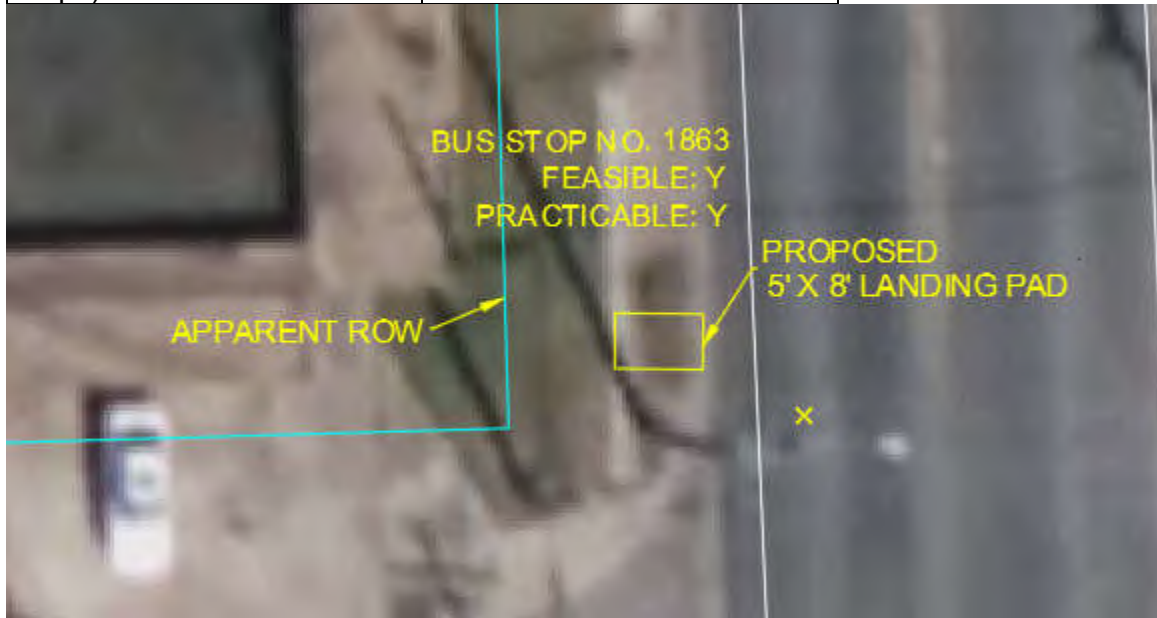 BUS STOP NO. 1863
FEASIBLE: Y
PRACTICABLE: Y
PROPOSED
5' X 8' LANDING PAD
APPARENT ROW